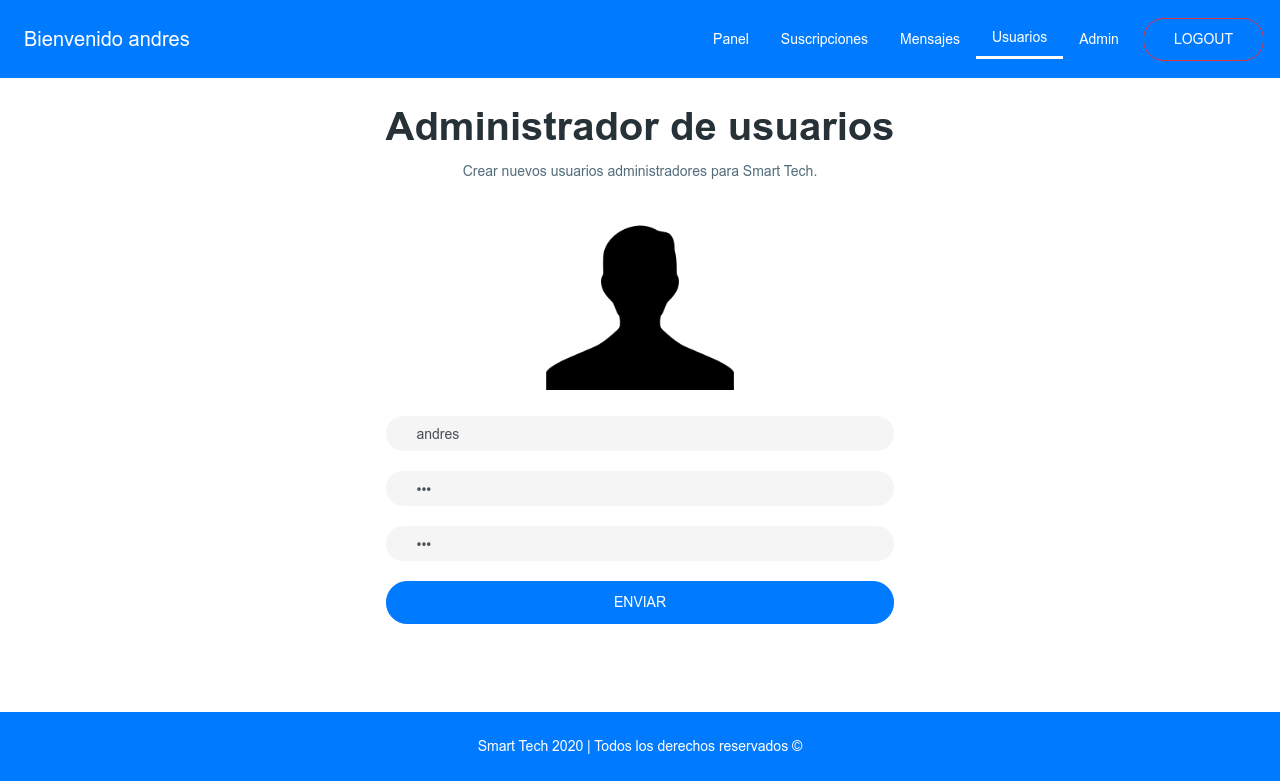 Bienvenido andres
Panel
Suscripciones
Mensajes
Usuarios
Admin
LOGOUT
Administrador de usuarios
Crear nuevos usuarios administradores para Smart Tech.
andres
•••
•••
ENVIAR
Smart Tech 2020 | Todos los derechos reservados ©